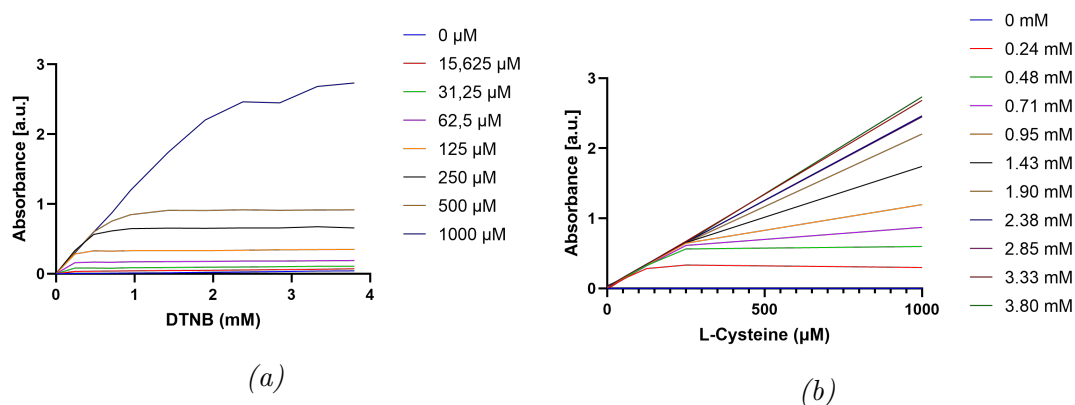 3
2
1
0
0
1
2
3
4
Absorbance [a.u.]
DTNB (mM)
0 µM
15,625 µM
31,25 µM
62,5 µM
125 µM
250 µM
500 µM
1000 µM
(a)
3
2
1
0
0
500
1000
Absorbance [a.u.]
L-Cysteine (µM)
0 mM
0.24 mM
0.48 mM
0.71 mM
0.95 mM
1.43 mM
1.90 mM
2.38 mM
2.85 mM
3.33 mM
3.80 mM
(b)